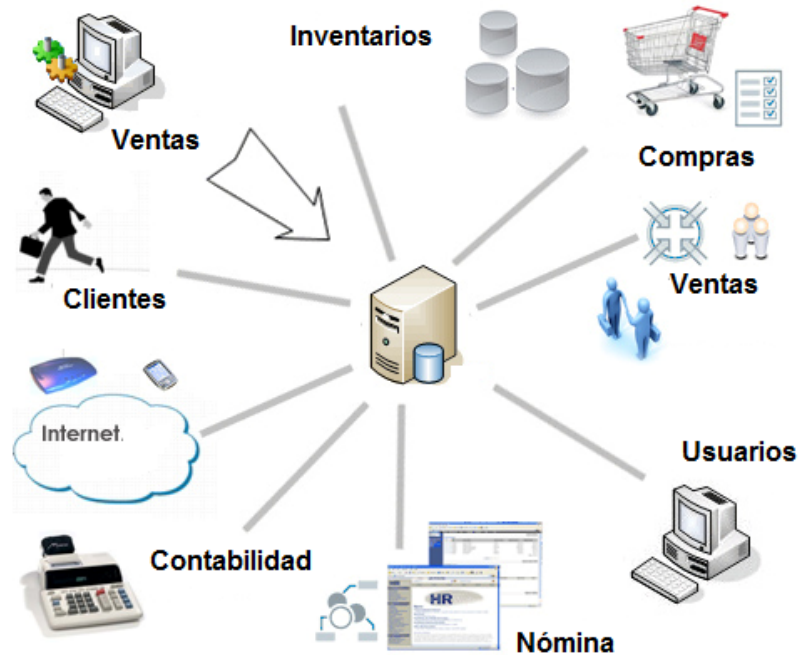 Inventarios
Ventas
Compras
Clientes
Ventas
Internet.
Usuarios
Contabilidad
HR
Nómina